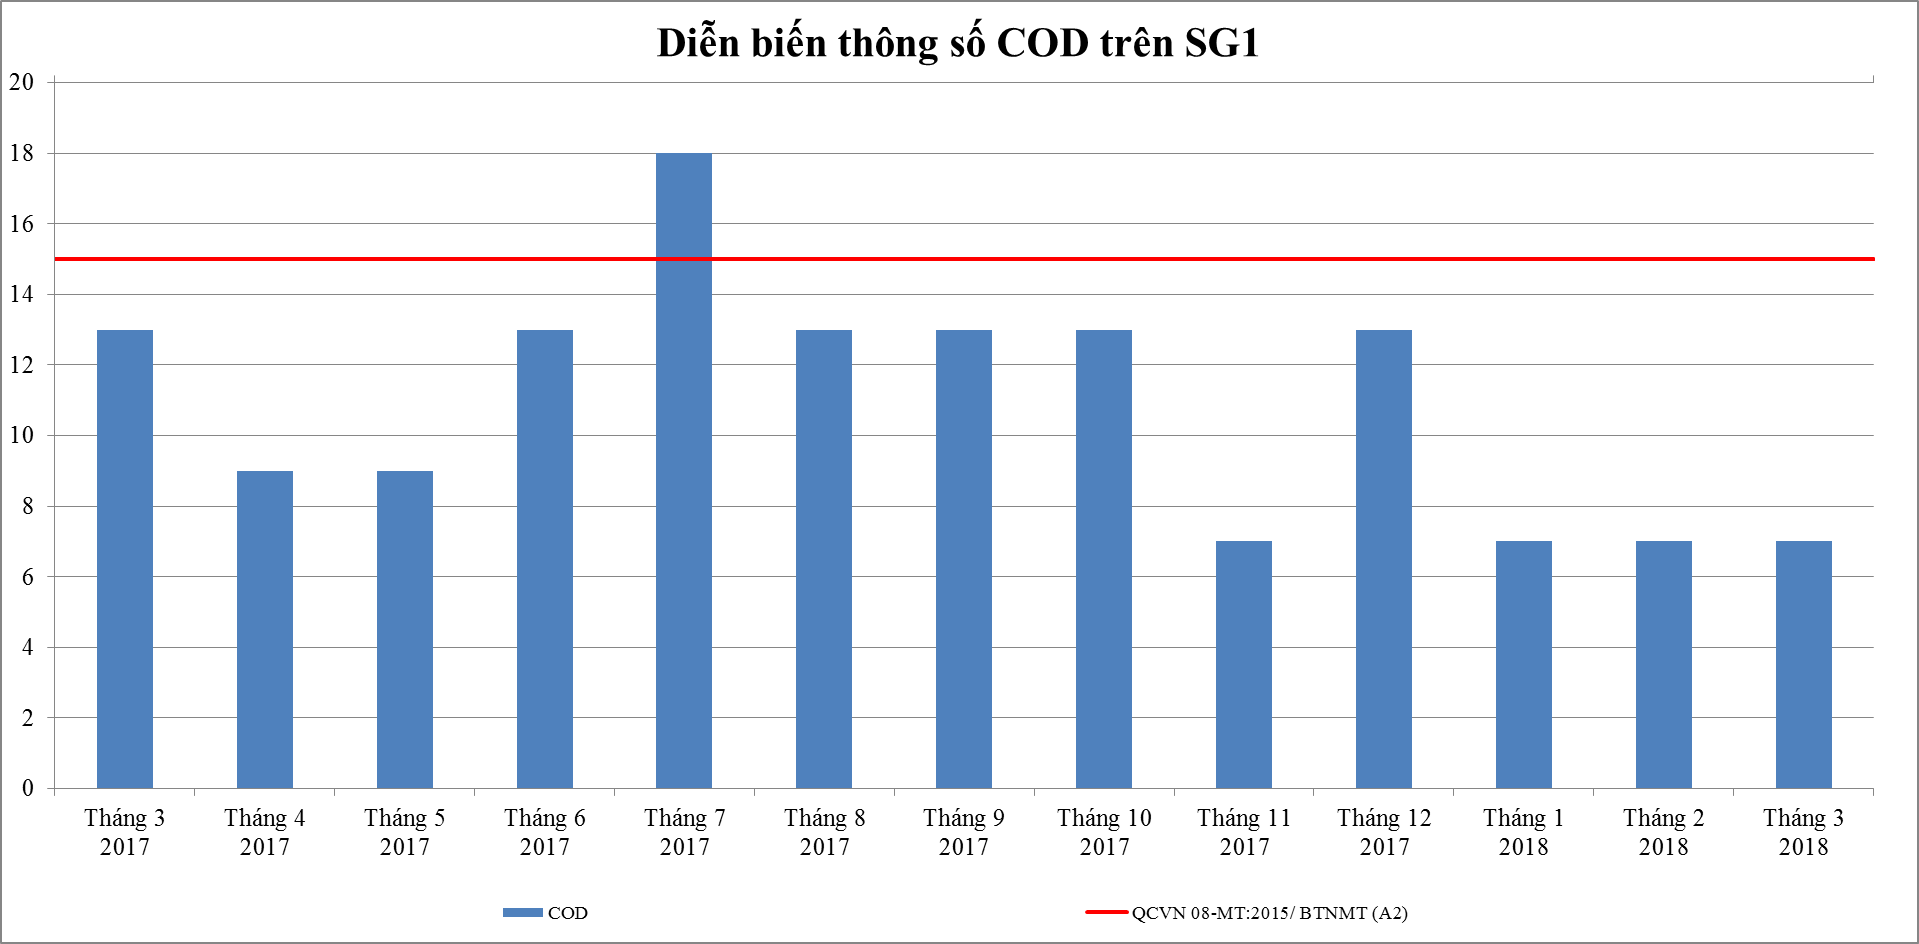 Diễn biến thông số COD trên SG1
20
18
16
14
12
10
8
6
4
2
0
Tháng 3 2017
Tháng 4 2017
Tháng 5 2017
Tháng 6 2017
Tháng 7 2017
Tháng 8 2017
Tháng 9 2017
Tháng 10 2017
Tháng 11 2017
Tháng 12 2017
Tháng 1 2018
Tháng 2 2018
Tháng 3 2018
COD
QCVN 08-MT:2015/ BTNMT (A2)